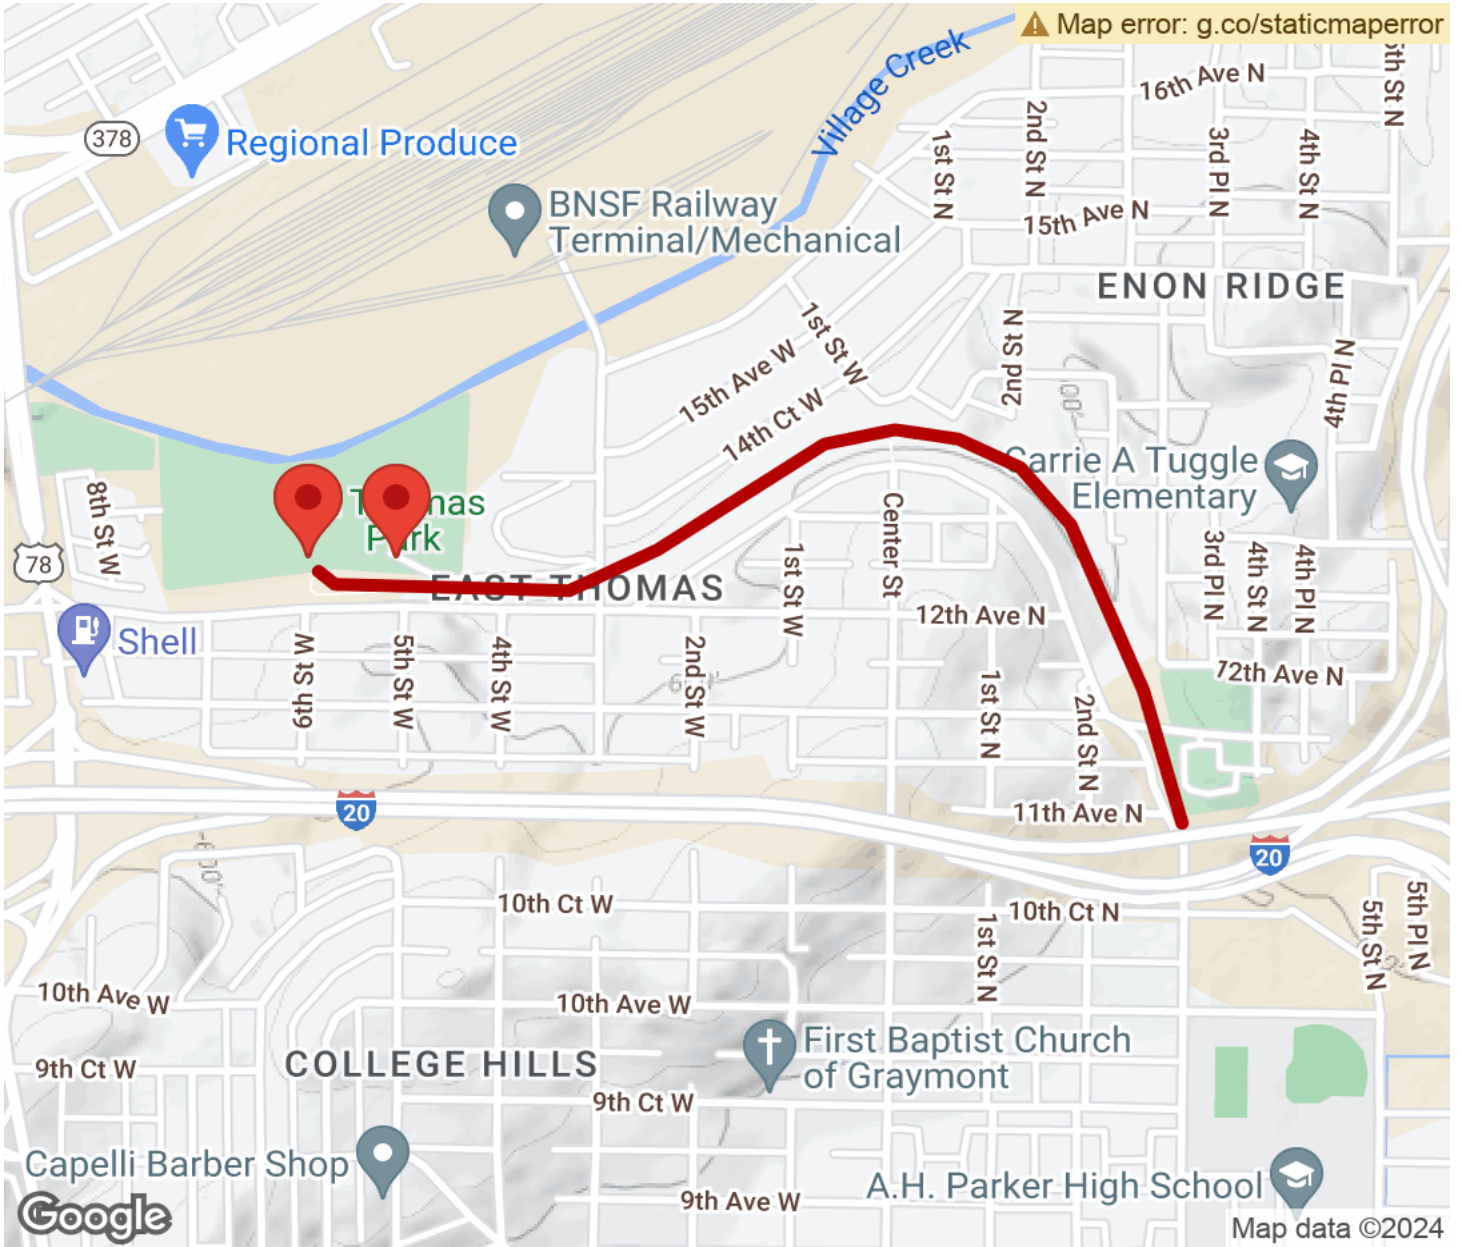 Map error: g.co/staticmaperror
Village Creek
16th Ave N
5th St N
378
Regional Produce
1st St N
2nd St N
3rd Pl N
4th St N
BNSF Railway
Terminal/Mechanical
15th Ave N
ENON RIDGE
1st St W
2nd St N
15th Ave W
4th Pl N
14th Ct W
Carrie A Tuggle
Elementary
8th St W
Thomas
Park
Center St
78
EAST THOMAS
1st St W
3rd Pl N
4th St N
4th Pl N
12th Ave N
Shell
6th St W
5th St W
4th St W
2nd St W
12th Ave N
1st St N
2nd St N
20
11th Ave N
20
10th Ct W
10th Ct N
5th St N
5th Pl N
1st St N
10th Ave W
10th Ave W
COLLEGE HILLS
First Baptist Church
of Graymont
9th Ct W
9th Ct W
Capelli Barber Shop
A.H. Parker High School
9th Ave W
Google
Map data ©2024